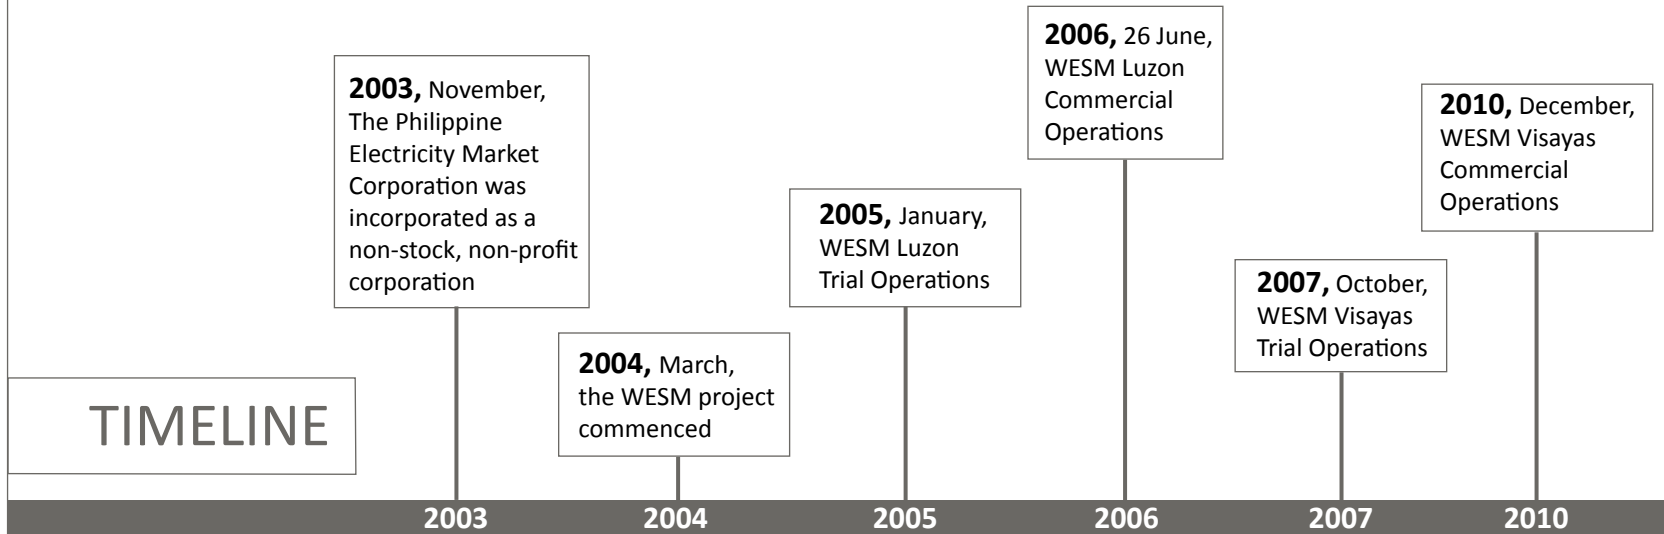 2003, November,
The Philippine
Electricity Market
Corporation was
incorporated as a
non-stock, non-profit
corporation
2004, March,
the WESM project
commenced
2005, January,
WESM Luzon
Trial Operations
2006, 26 June,
WESM Luzon
Commercial
Operations
2007, October,
WESM Visayas
Trial Operations
2010, December,
WESM Visayas
Commercial
Operations
TIMELINE
2003
2004
2005
2006
2007
2010